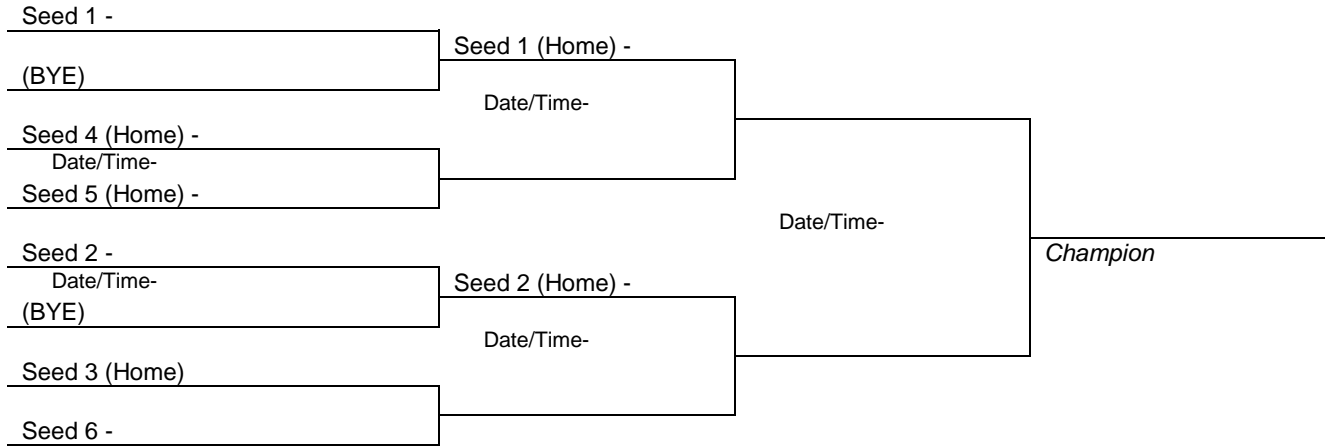 Seed 1 -
Seed 1 (Home) -
(BYE)
Date/Time-
Seed 4 (Home) -
Date/Time-
Seed 5 (Home) -
Date/Time-
Seed 2 -
Champion
Date/Time-
Seed 2 (Home) -
(BYE)
Date/Time-
Seed 3 (Home)
Seed 6 -